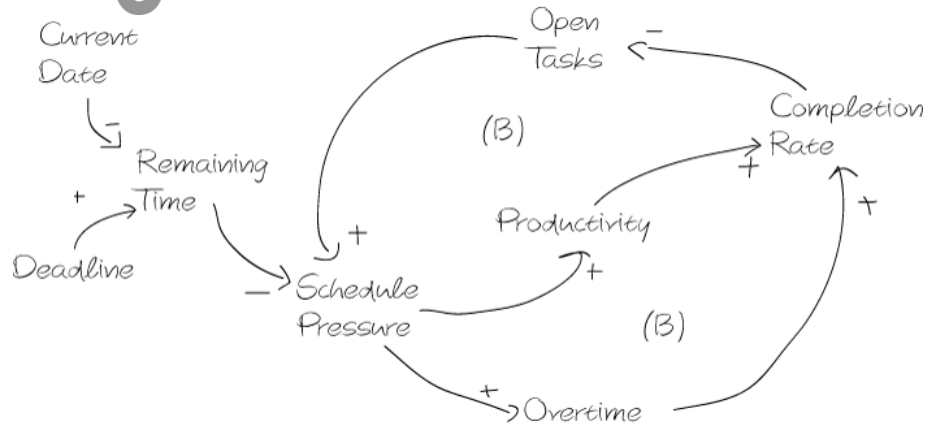 Current
Date
-
Remaining
Time
+
Deadline
-
Schedule
Pressure
+
Open
Tasks
-
(B)
Completion
Rate
+
+
Productivity
+
(B)
+
Overtime